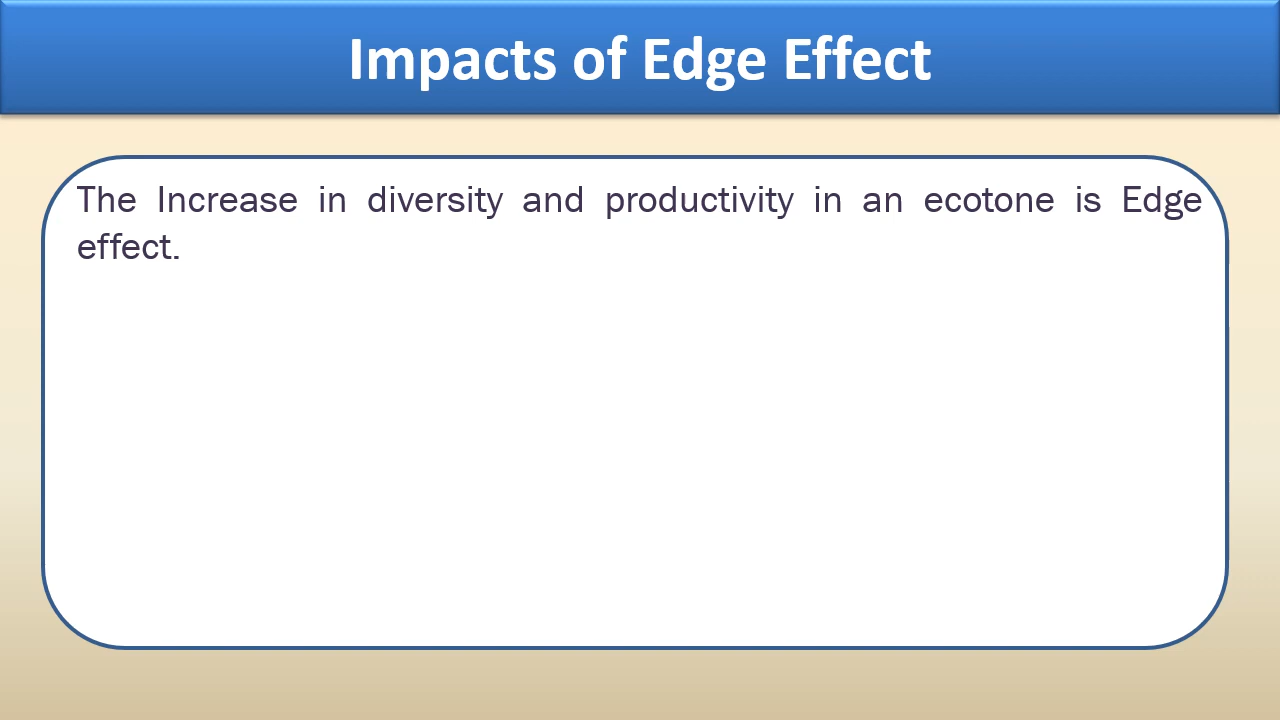 Impacts of Edge Effect
The Increase in diversity and productivity in an ecotone is Edge
effect.